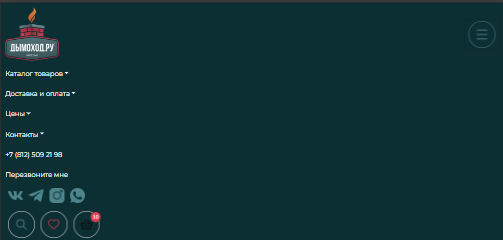 ДЫМОХОД.РУ
Каталог товаров
Доставка и оплата
Цены
Контакты
+7 (812) 509 21 98
Перезвоните мне
10